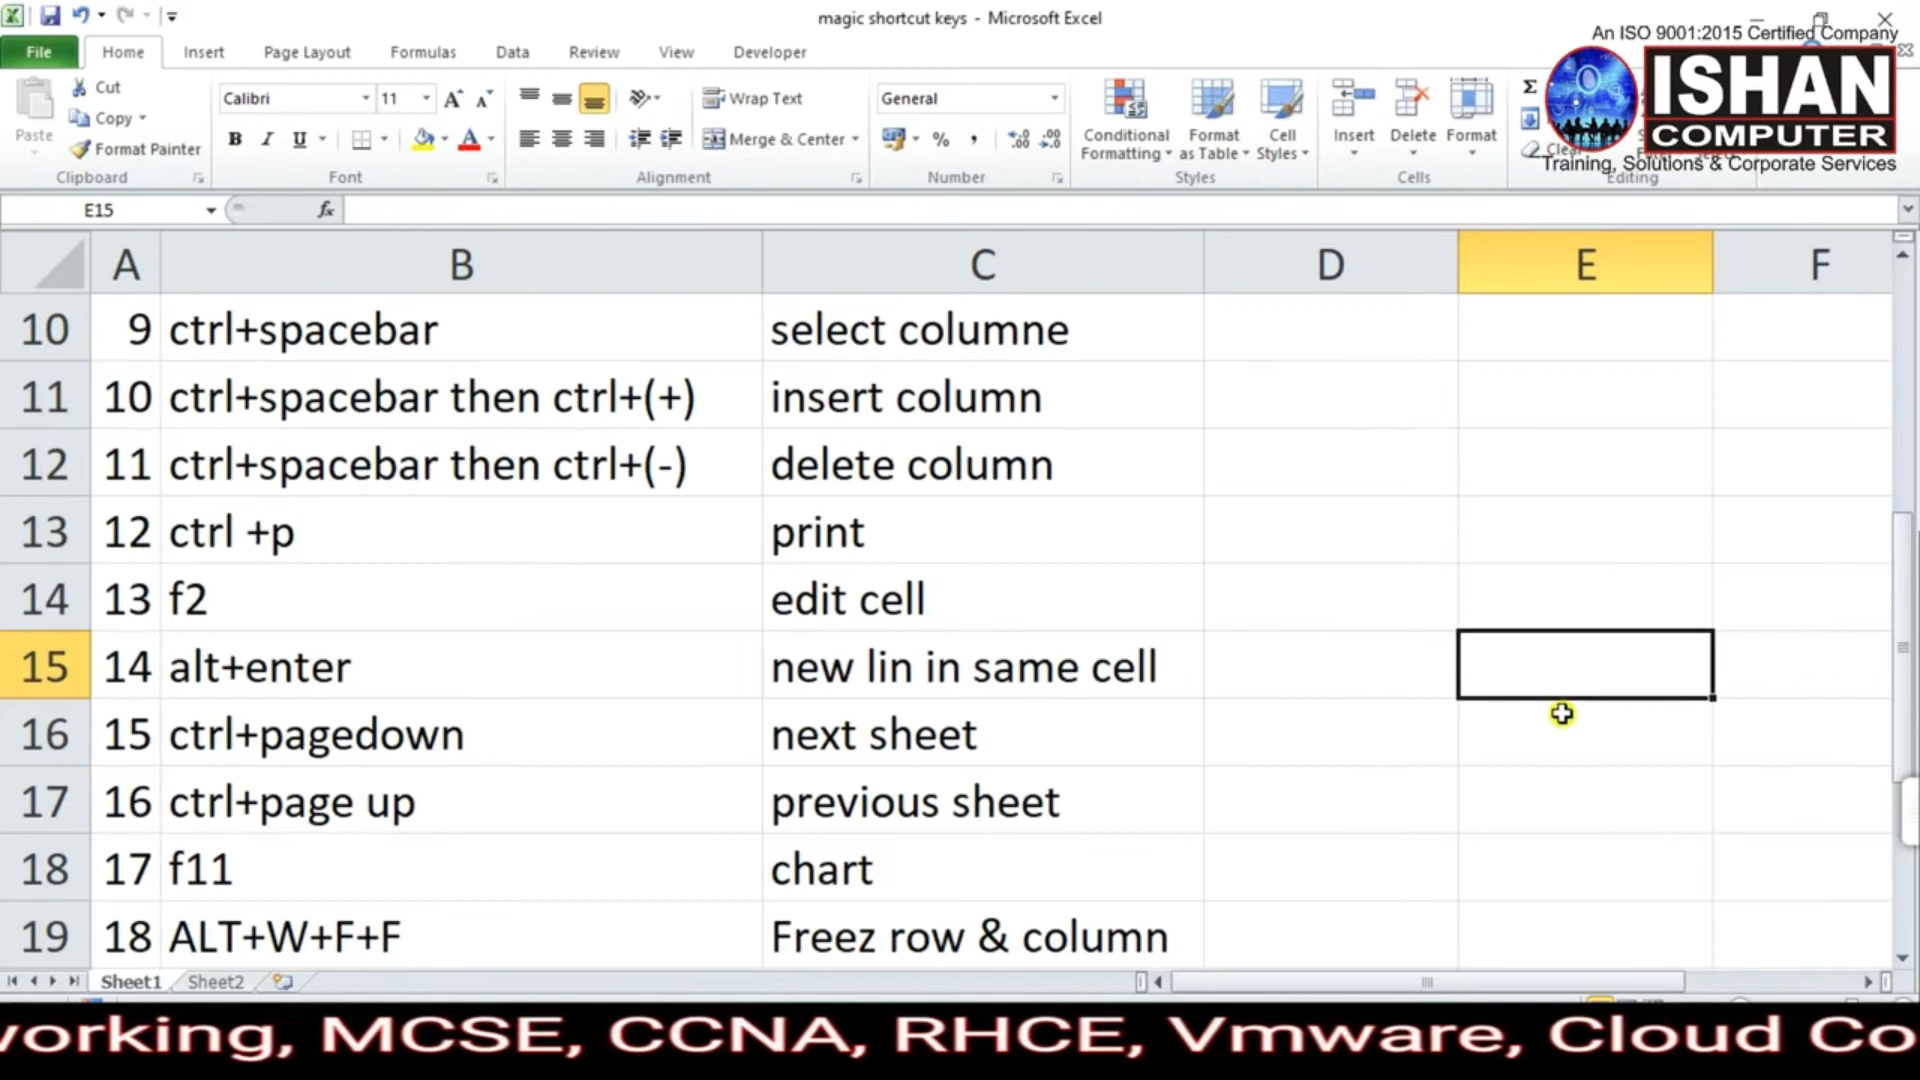 magic shortcut keys - Microsoft Excel
An ISO 9001:2015 Certified Company
ISHAN
COMPUTER
Training, Solutions & Corporate Services
File Home Insert Page Layout Formulas Data Review View Developer
Paste
Cut
Copy
Format Painter
Clipboard
Calibri 11
B I U
Font
Wrap Text
Merge & Center
Alignment
General
% ,
Number
Conditional Formatting
Format as Table
Cell Styles
Styles
Insert
Delete
Format
Cells
Σ
Clear
Editing
E15 fx
A B C D E F
10 9 ctrl+spacebar select columne
11 10 ctrl+spacebar then ctrl+(+) insert column
12 11 ctrl+spacebar then ctrl+(-) delete column
13 12 ctrl +p print
14 13 f2 edit cell
15 14 alt+enter new lin in same cell
16 15 ctrl+pagedown next sheet
17 16 ctrl+page up previous sheet
18 17 f11 chart
19 18 ALT+W+F+F Freez row & column
Sheet1 Sheet2
orking, MCSE, CCNA, RHCE, Vmware, Cloud Co